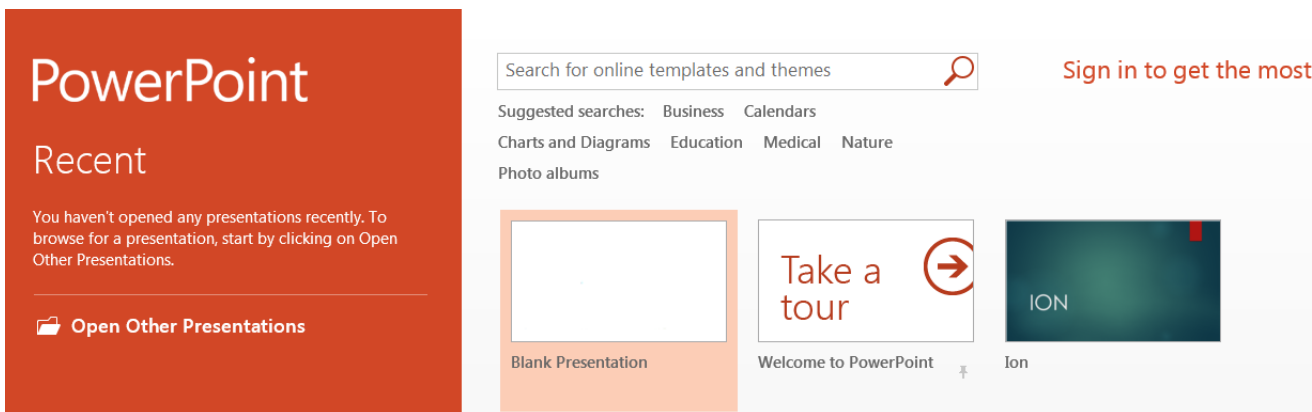 PowerPoint
Recent
You haven't opened any presentations recently. To
browse for a presentation, start by clicking on Open
Other Presentations.
Open Other Presentations
Search for online templates and themes
Sign in to get the most
Suggested searches: Business Calendars
Charts and Diagrams Education Medical Nature
Photo albums
Take a
tour
ION
Blank Presentation
Welcome to PowerPoint
Ion